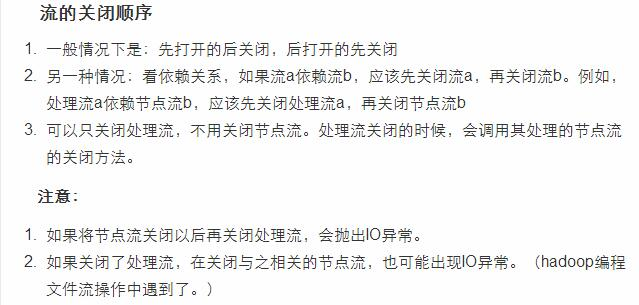 流的关闭顺序
1. 一般情况下是：先打开的后关闭，后打开的先关闭
2. 另一种情况：看依赖关系，如果流a依赖流b，应该先关闭流a，再关闭流b。例如，
处理流a依赖节点流b，应该先关闭处理流a，再关闭节点流b
3. 可以只关闭处理流，不用关闭节点流。处理流关闭的时候，会调用其处理的节点流
的关闭方法。
注意：
1. 如果将节点流关闭以后再关闭处理流，会抛出IO异常。
2. 如果关闭了处理流，在关闭与之相关的节点流，也可能出现IO异常。（hadoop编程
文件流操作中遇到了。）